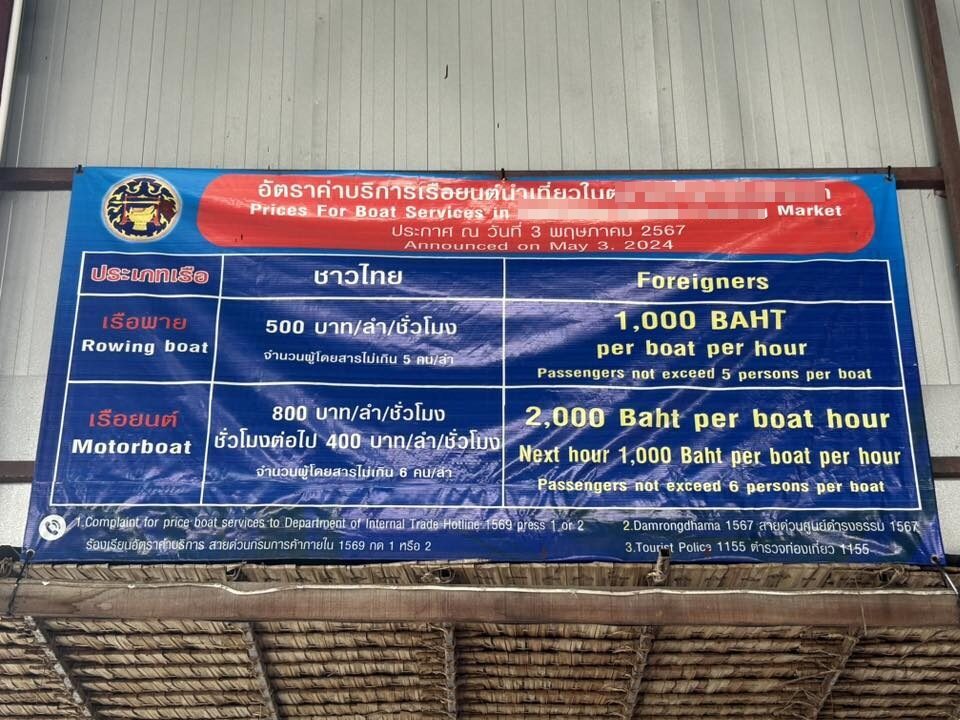 อัตราค่าบริการเรือยนต์นำเที่ยวใน
Prices For Boat Services in Market
ประกาศ ณ วันที่ 3 พฤษภาคม 2567
Announced on May 3, 2024
ประเภทเรือ ชาวไทย Foreigners
เรือพาย
Rowing boat
500 บาท/ลำ/ชั่วโมง
จำนวนผู้โดยสารไม่เกิน 5 คน/ลำ
1,000 BAHT
per boat per hour
Passengers not exceed 5 persons per boat
เรือยนต์
Motorboat
800 บาท/ลำ/ชั่วโมง
ชั่วโมงต่อไป 400 บาท/ลำ/ชั่วโมง
จำนวนผู้โดยสารไม่เกิน 6 คน/ลำ
2,000 Baht per boat hour
Next hour 1,000 Baht per boat per hour
Passengers not exceed 6 persons per boat
1.Complaint for price boat services to Department of Internal Trade Hotline 1569 press 1 or 2
ร้องเรียนอัตราค่าบริการ สายด่วนกรมการค้าภายใน 1569 กด 1 หรือ 2
2.Damrongdhama 1567 สายด่วนศูนย์ดำรงธรรม 1567
3.Tourist Police 1155 ตำรวจท่องเที่ยว 1155